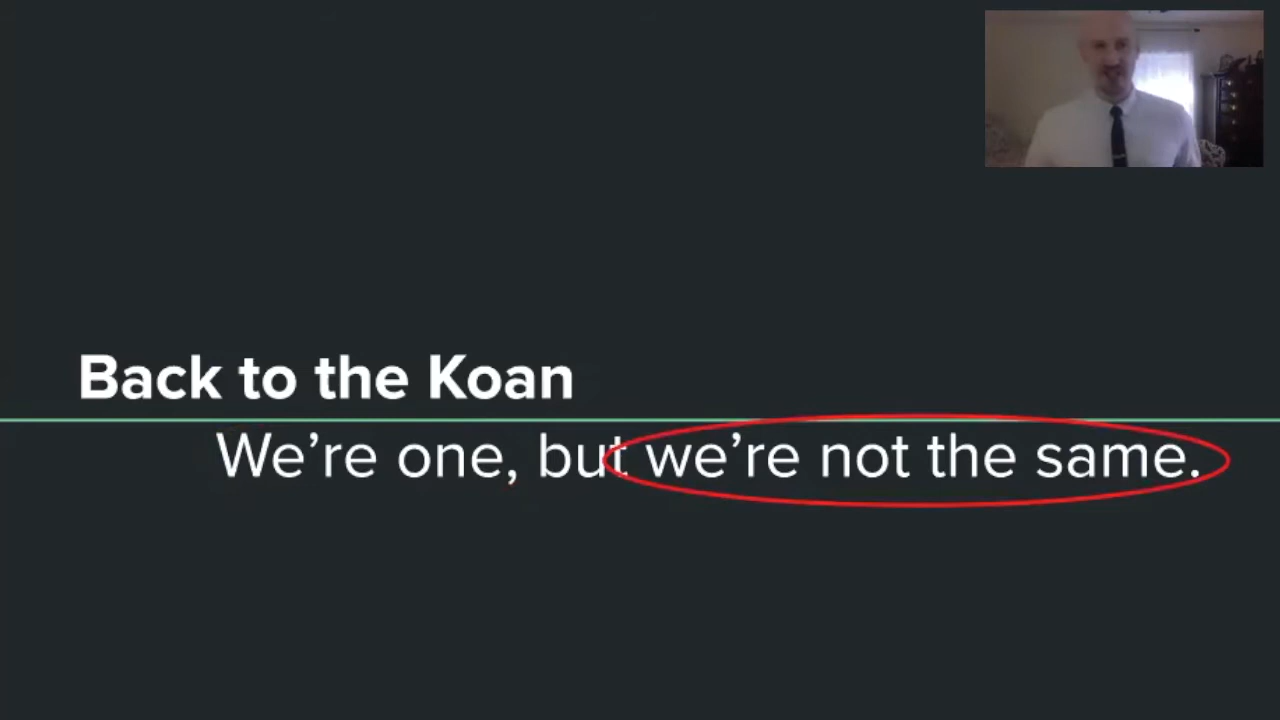 Back to the Koan
We’re one, but we’re not the same.